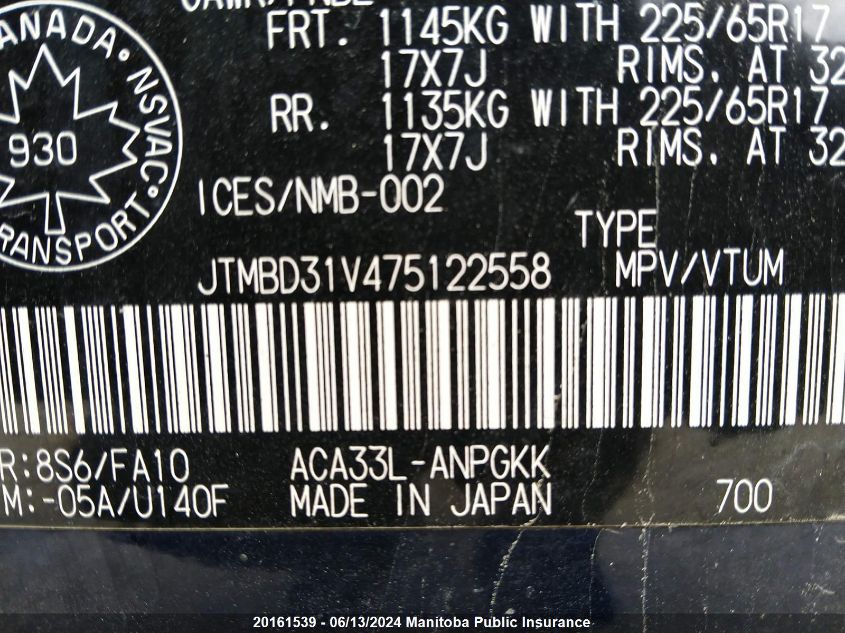 FRT. 1145KG WITH 225/65R17
17X7J RIMS. AT 32
RR. 1135KG WITH 225/65R17
17X7J RIMS. AT 32
CANADA • NSVAC •
930
TRANSPORT
ICES/NMB-002
TYPE
JTMBD31V475122558 MPV/VTUM
R:8S6/FA10 ACA33L-ANPGKK
M:-05A/U140F MADE IN JAPAN 700
20161539 - 06/13/2024 Manitoba Public Insurance